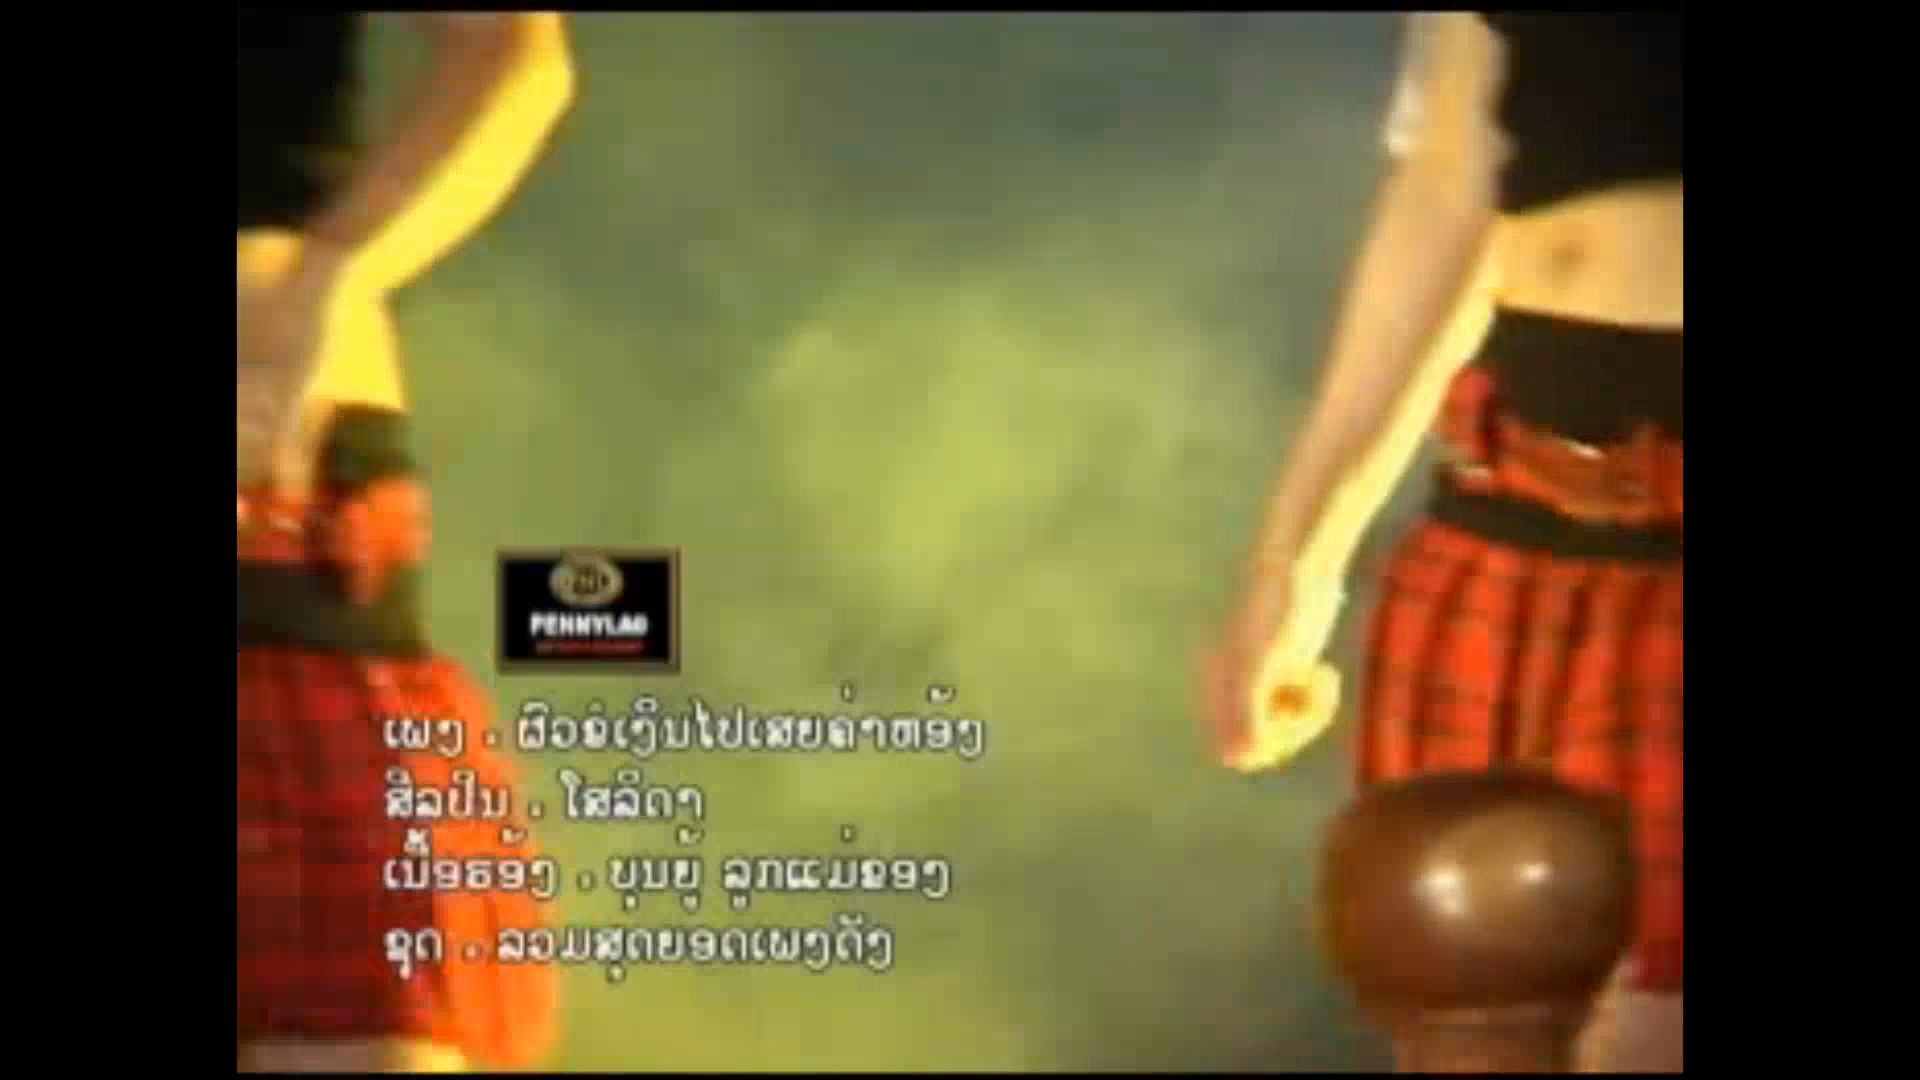 PENNYLAO
ເພງ . ຜົວຂໍເງິນໄປເສຍຄ່າຫ້ອງ
ສິລປິນ . ໂສລິດາ
ເນື້ອຮ້ອງ . ບຸນຍູ້ ລູກແມ່ຂອງ
ຊຸດ . ລວມສຸດຍອດເພງດັງ